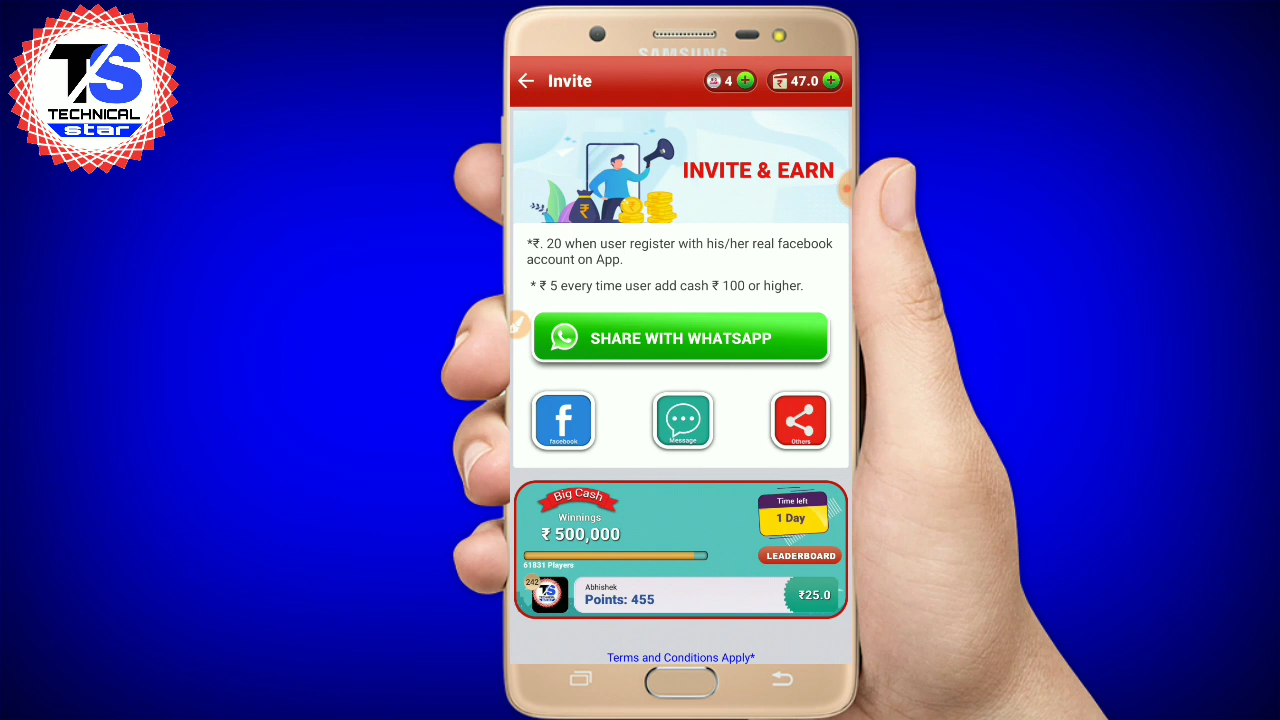 TS
TECHNICAL
star
SAMSUNG
Invite
4
47.0
INVITE & EARN
*₹. 20 when user register with his/her real facebook
account on App.
* ₹ 5 every time user add cash ₹ 100 or higher.
SHARE WITH WHATSAPP
facebook
Message
Others
Big Cash
Winnings
₹ 500,000
Time left
1 Day
LEADERBOARD
61831 Players
242
TS
Abhishek
Points: 455
₹25.0
Terms and Conditions Apply*